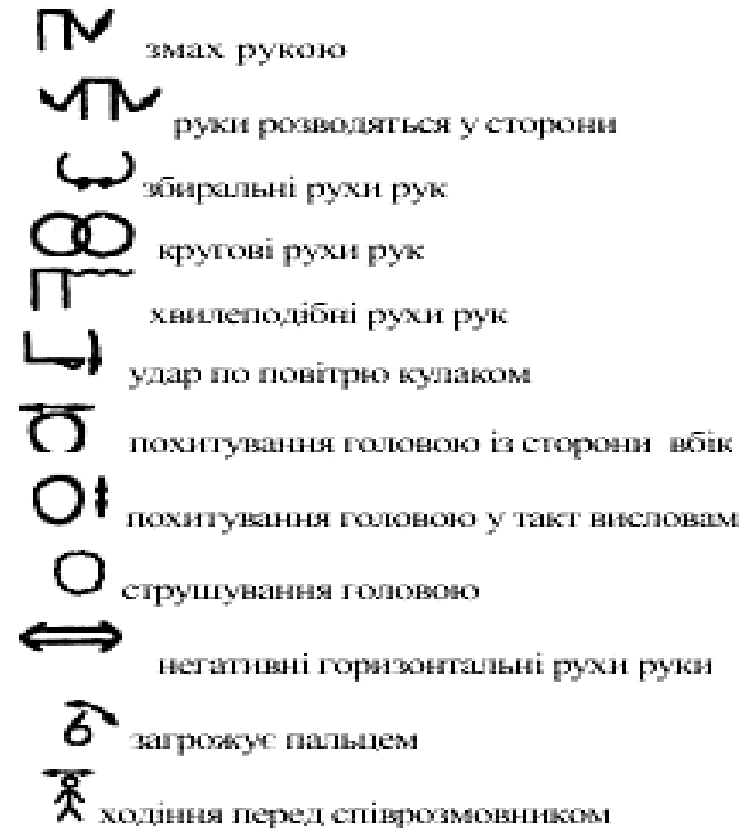 змах рукою
руки розводяться у сторони
збиральні рухи рук
кругові рухи рук
хвилеподібні рухи рук
удар по повітрю кулаком
похитування головою із сторони вбік
похитування головою у такт висловам
струшування головою
негативні горизонтальні рухи руки
загрожує пальцем
ходіння перед співрозмовником